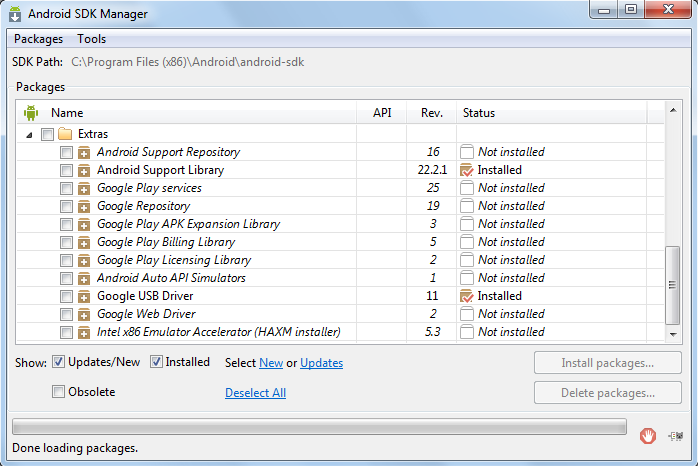 Android SDK Manager
Packages Tools
SDK Path: C:\Program Files (x86)\Android\android-sdk
Packages
Name API Rev. Status
Extras
Android Support Repository 16 Not installed
Android Support Library 22.2.1 Installed
Google Play services 25 Not installed
Google Repository 19 Not installed
Google Play APK Expansion Library 3 Not installed
Google Play Billing Library 5 Not installed
Google Play Licensing Library 2 Not installed
Android Auto API Simulators 1 Not installed
Google USB Driver 11 Installed
Google Web Driver 2 Not installed
Intel x86 Emulator Accelerator (HAXM installer) 5.3 Not installed
Show: Updates/New Installed Select New or Updates Install packages...
Obsolete Deselect All Delete packages...
Done loading packages.